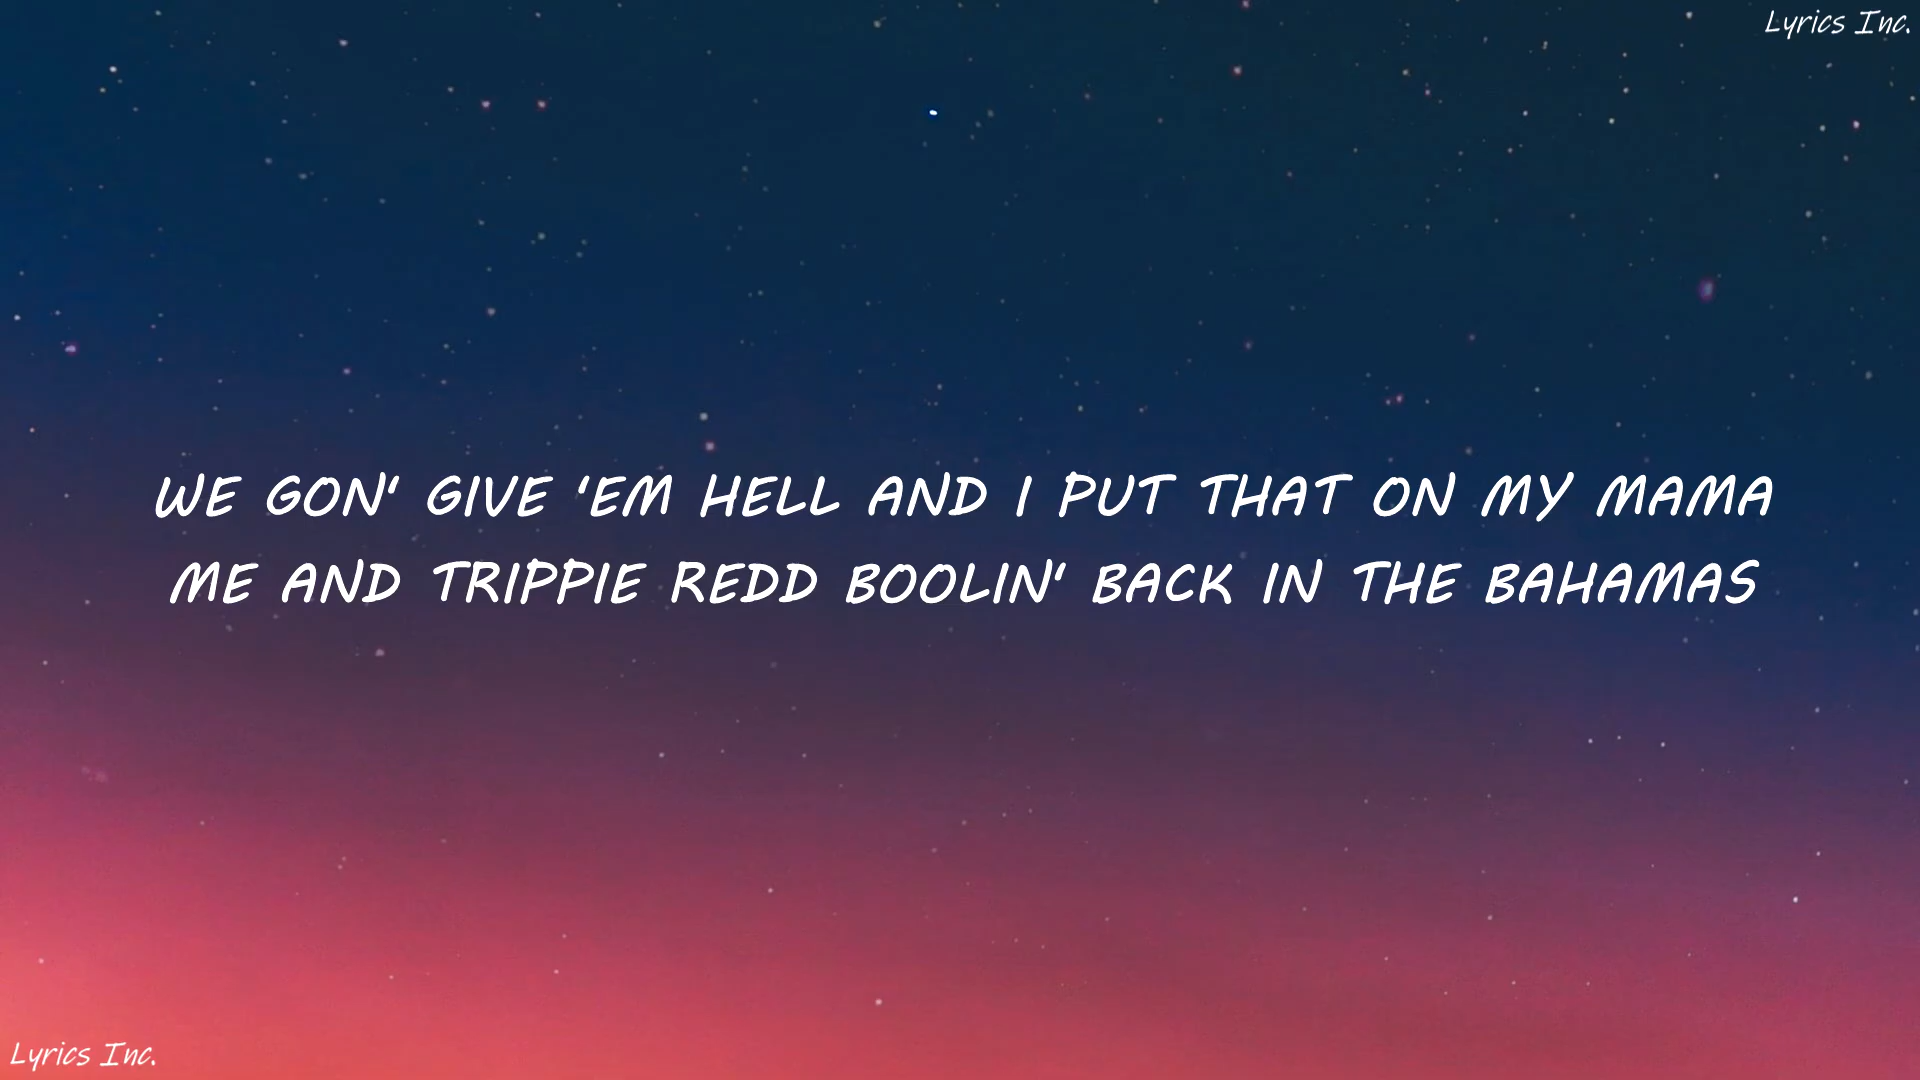 Lyrics Inc.
WE GON' GIVE 'EM HELL AND I PUT THAT ON MY MAMA
ME AND TRIPPIE REDD BOOLIN' BACK IN THE BAHAMAS
Lyrics Inc.